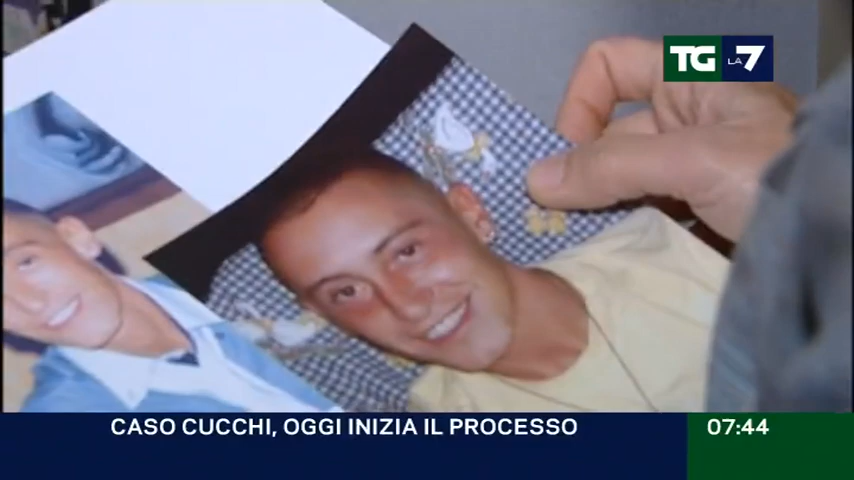 TG LA7
CASO CUCCHI, OGGI INIZIA IL PROCESSO
07:44